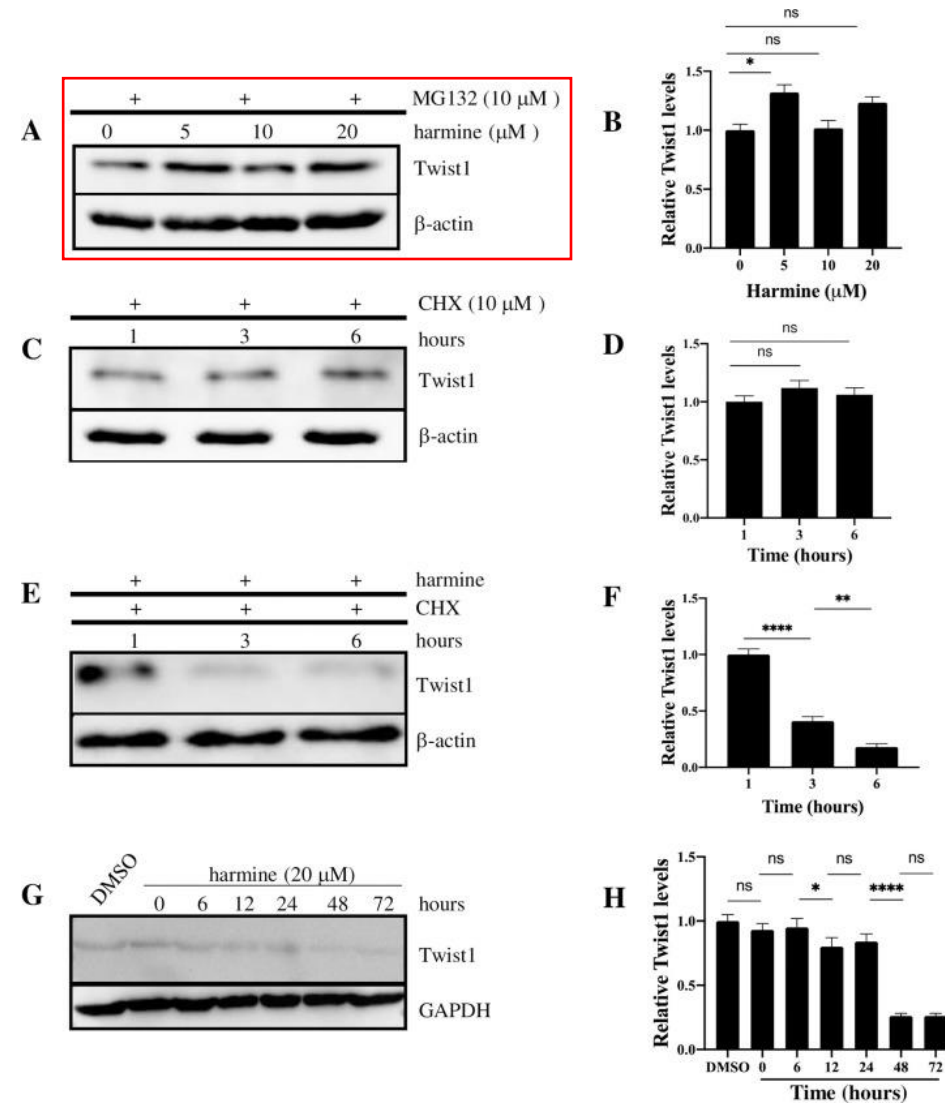 A
+ + + MG132 (10 μM )
0 5 10 20 harmine (μM)
Twist1
β-actin
B
ns
ns
*
Relative Twist1 levels
1.5
1.0
0.5
0.0
0 5 10 20
Harmine (μM)
C
+ + + CHX (10 μM )
1 3 6 hours
Twist1
β-actin
D
ns
ns
Relative Twist1 levels
1.5
1.0
0.5
0.0
1 3 6
Time (hours)
E
+ + + harmine
+ + + CHX
1 3 6 hours
Twist1
β-actin
F
**
****
Relative Twist1 levels
1.5
1.0
0.5
0.0
1 3 6
Time (hours)
G
DMSO
harmine (20 μM)
0 6 12 24 48 72 hours
Twist1
GAPDH
H
ns ns ns
ns * ****
Relative Twist1 levels
1.5
1.0
0.5
0.0
DMSO 0 6 12 24 48 72
Time (hours)